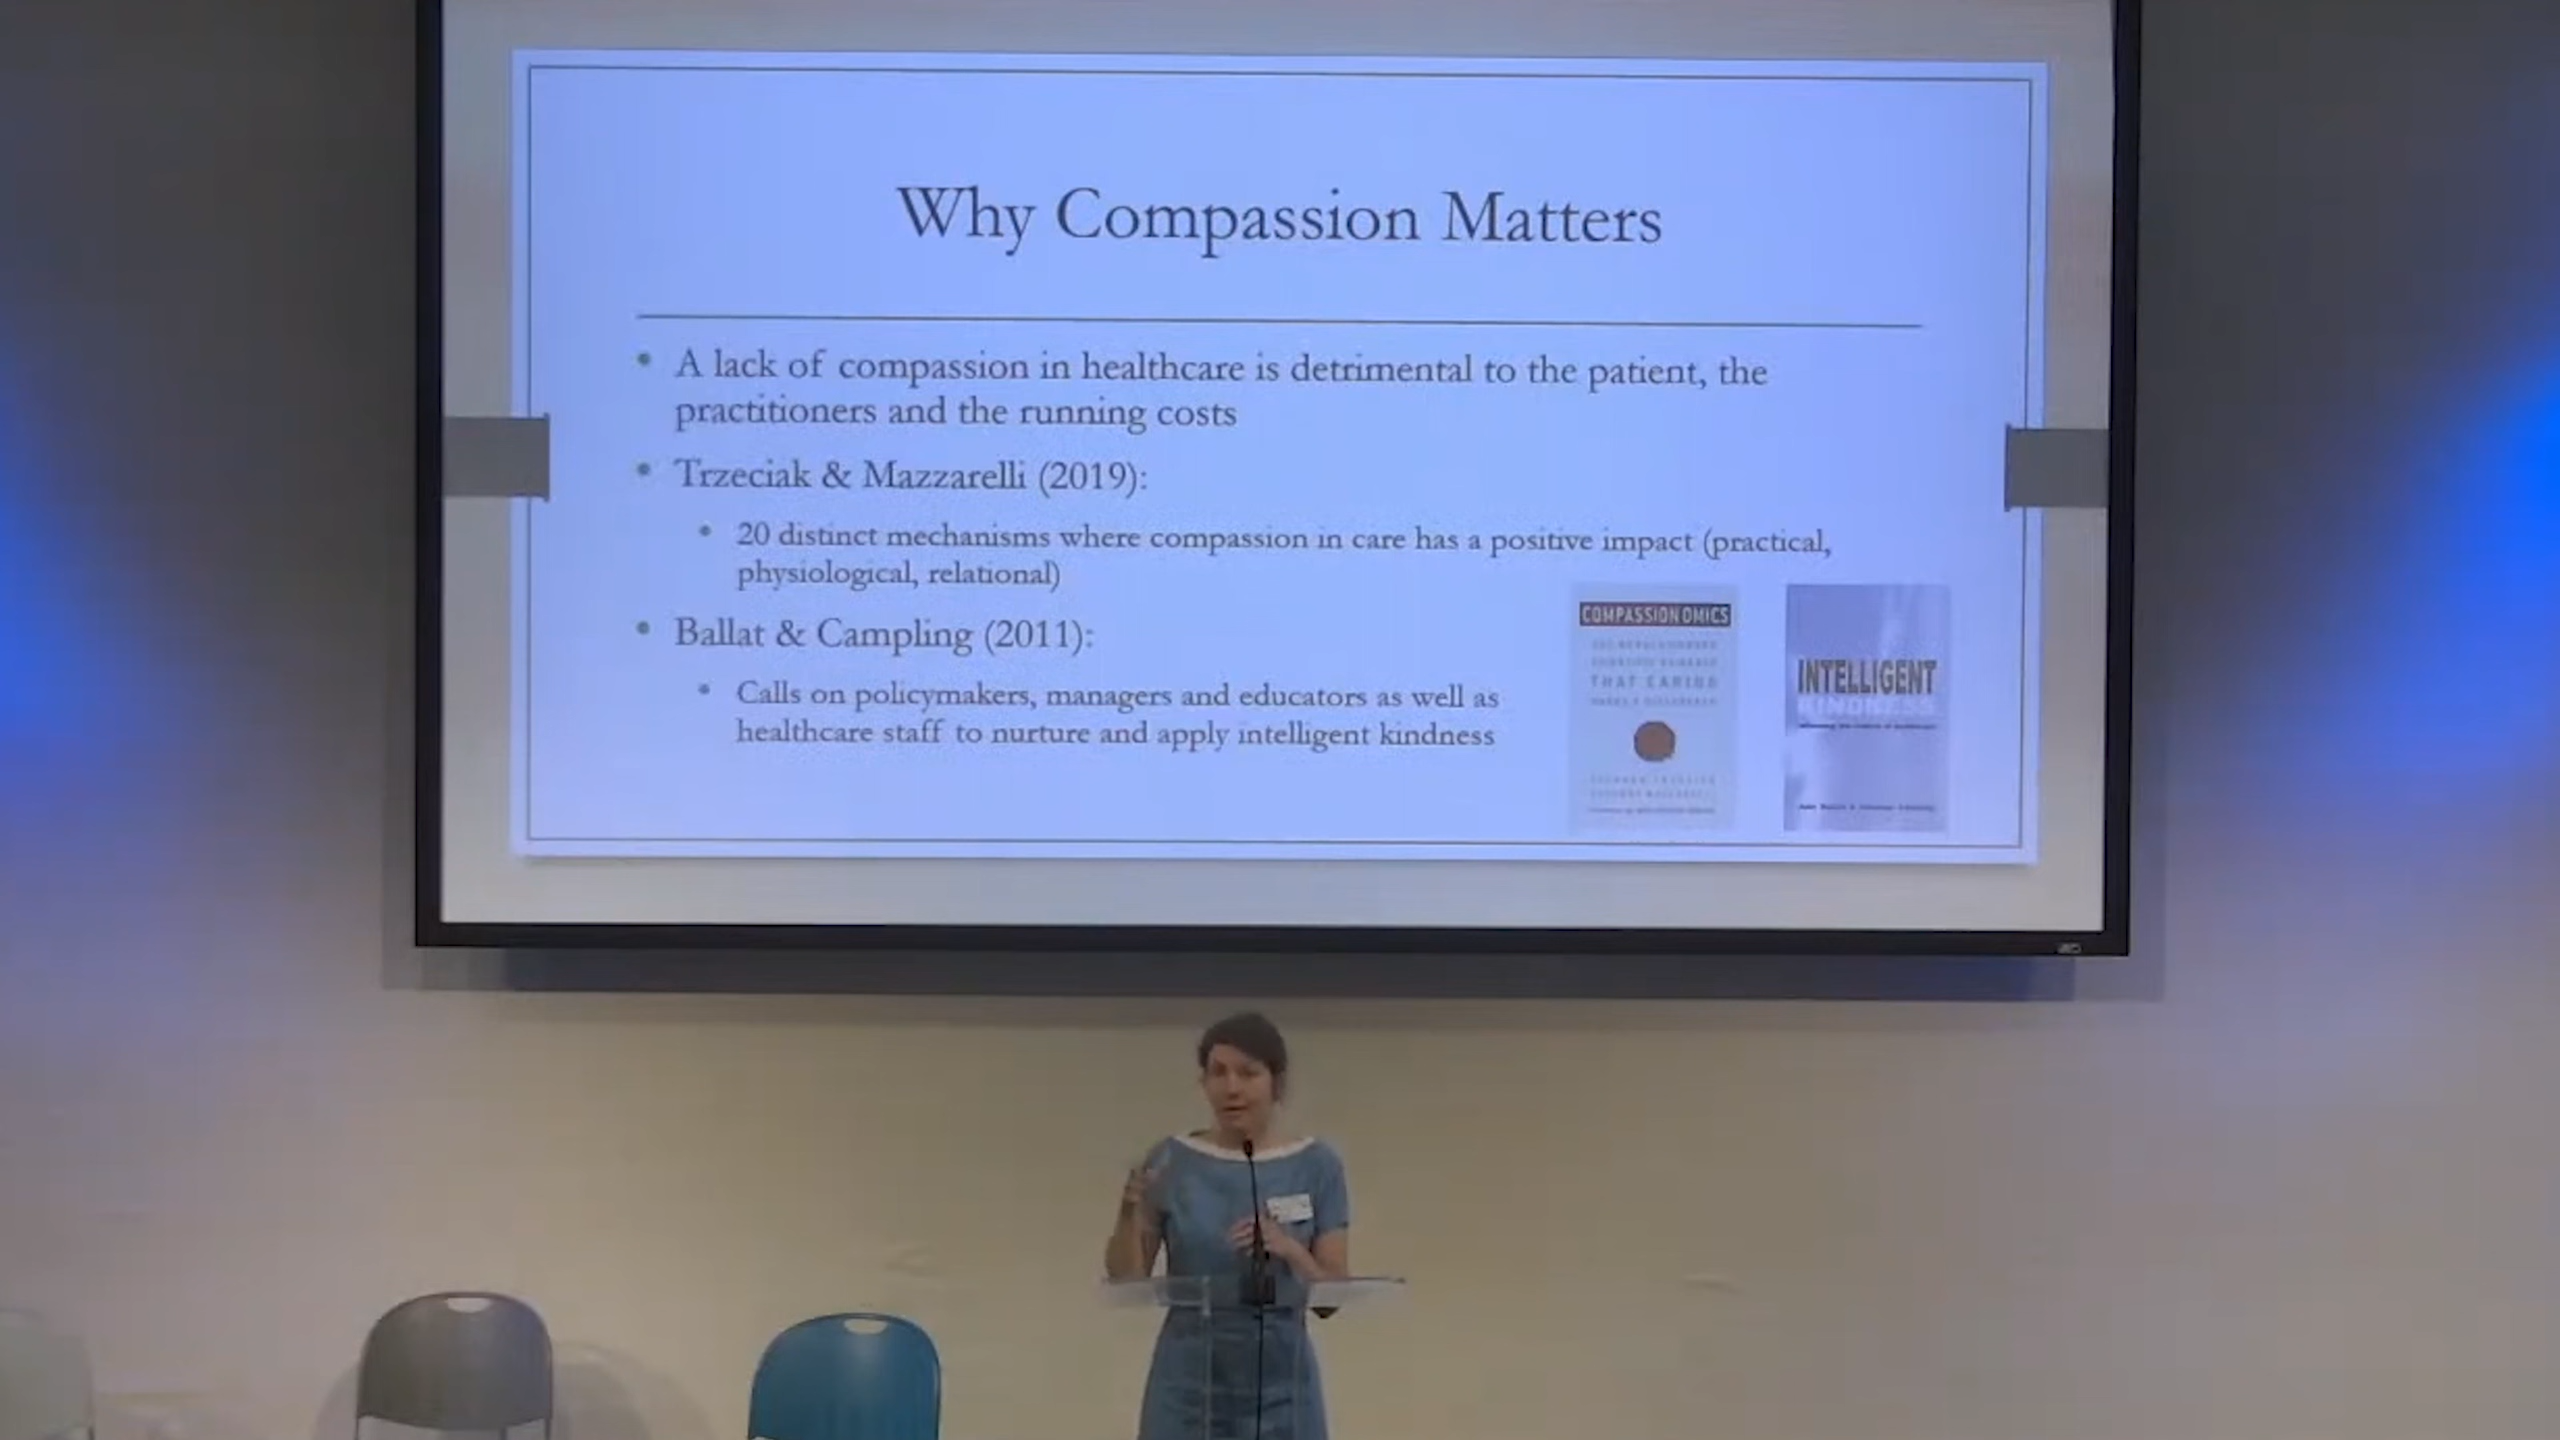 Why Compassion Matters
• A lack of compassion in healthcare is detrimental to the patient, the
practitioners and the running costs
• Trzeciak & Mazzarelli (2019):
• 20 distinct mechanisms where compassion in care has a positive impact (practical,
physiological, relational)
• Ballat & Campling (2011):
• Calls on policymakers, managers and educators as well as
healthcare staff to nurture and apply intelligent kindness
COMPASSIONOMICS
THAT CARING
INTELLIGENT
KINDNESS